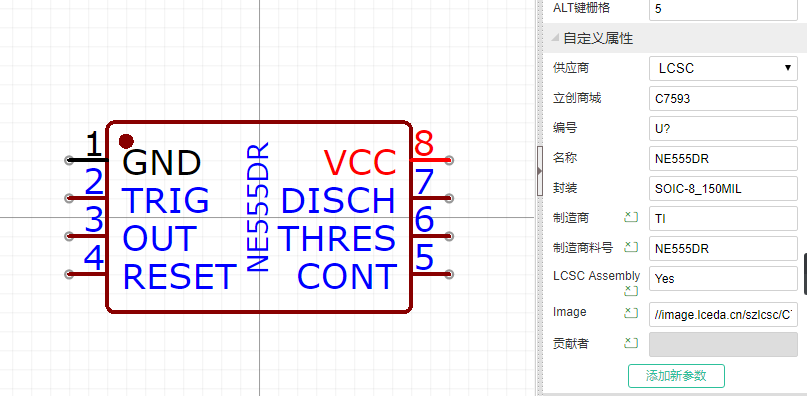 1 GND VCC 8
2 TRIG DISCH 7
3 OUT THRES 6
4 RESET CONT 5
NE555DR
ALT键栅格 5
自定义属性
供应商 LCSC
立创商城 C7593
编号 U?
名称 NE555DR
封装 SOIC-8_150MIL
制造商 TI
制造商料号 NE555DR
LCSC Assembly Yes
Image //image.lceda.cn/szlcsc/C
贡献者
添加新参数